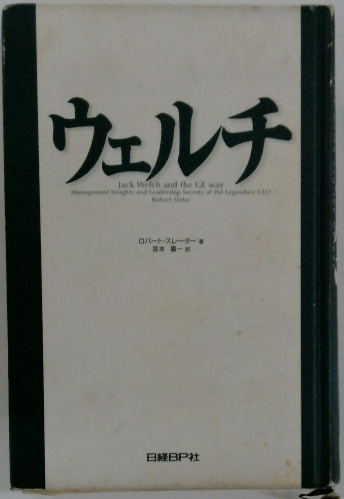 ウェルチ
Jack Welch and the GE way
Management Insights and Leadership Secrets of the Legendary CEO
Robert Slater
ロバート・スレーター 著
宮本 喜一 訳
日経BP社